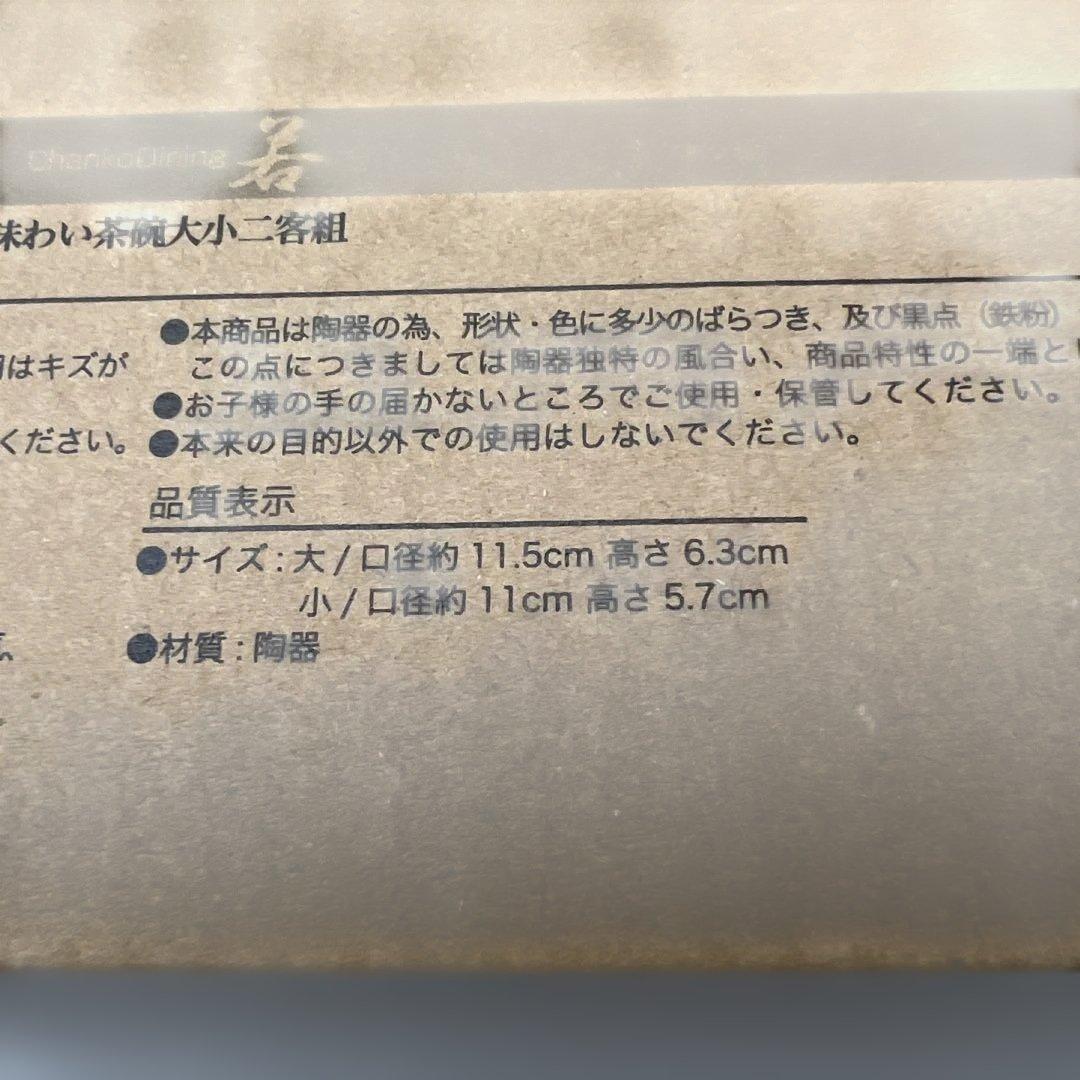 ChankoDining 若
味わい茶碗大小二客組
●本商品は陶器の為、形状・色に多少のばらつき、及び黒点（鉄粉）
はキズが この点につきましては陶器独特の風合い、商品特性の一端と
●お子様の手の届かないところでご使用・保管してください。
ください。 ●本来の目的以外での使用はしないでください。
品質表示
●サイズ：大 / 口径約 11.5cm 高さ 6.3cm
小 / 口径約 11cm 高さ 5.7cm
●材質：陶器